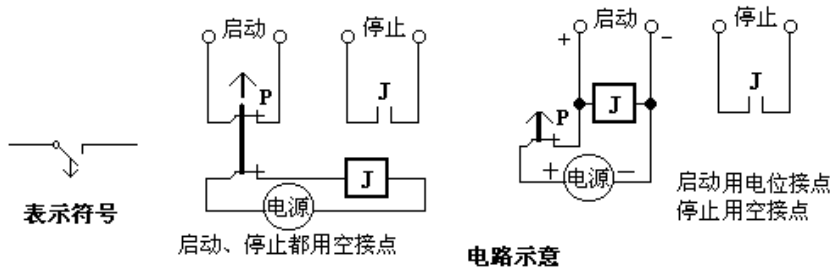 启动
停止
P
J
J
电源
表示符号
启动、停止都用空接点
启动
停止
+
−
P
J
J
+
电源
−
启动用电位接点
停止用空接点
电路示意